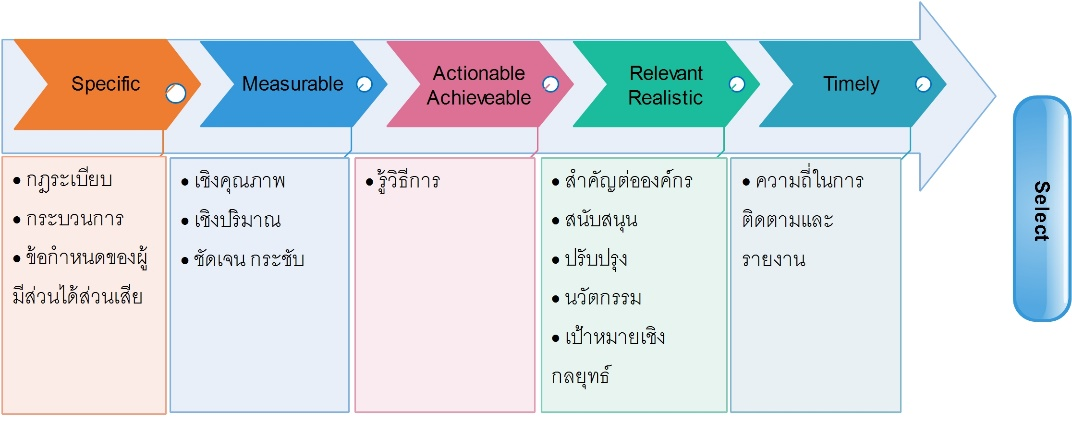 Specific
Measurable
Actionable
Achieveable
Relevant
Realistic
Timely
• กฎระเบียบ
• กระบวนการ
• ข้อกำหนดของผู้
มีส่วนได้ส่วนเสีย
• เชิงคุณภาพ
• เชิงปริมาณ
• ชัดเจน กระชับ
• รู้วิธีการ
• สำคัญต่อองค์กร
• สนับสนุน
• ปรับปรุง
• นวัตกรรม
• เป้าหมายเชิง
กลยุทธ์
• ความถี่ในการ
ติดตามและ
รายงาน
Select